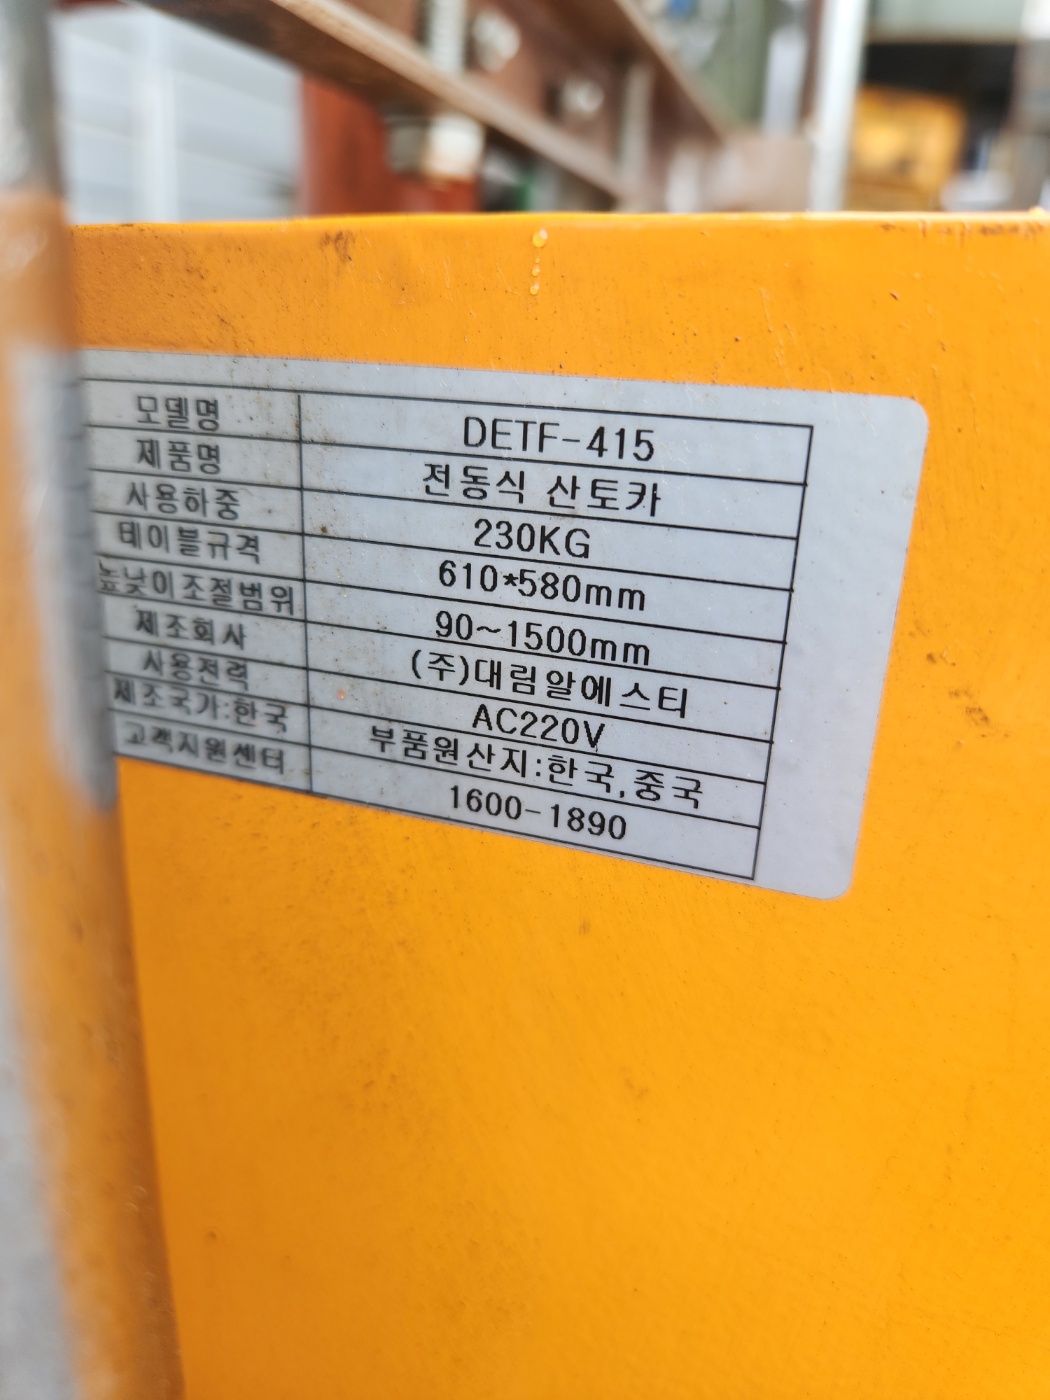 모델명 DETF-415
제품명 전동식 산토카
사용하중 230KG
테이블규격 610*580mm
높낮이조절범위 90~1500mm
제조회사 (주)대림알에스티
사용전력 AC220V
제조국가:한국 부품원산지:한국,중국
고객지원센터 1600-1890